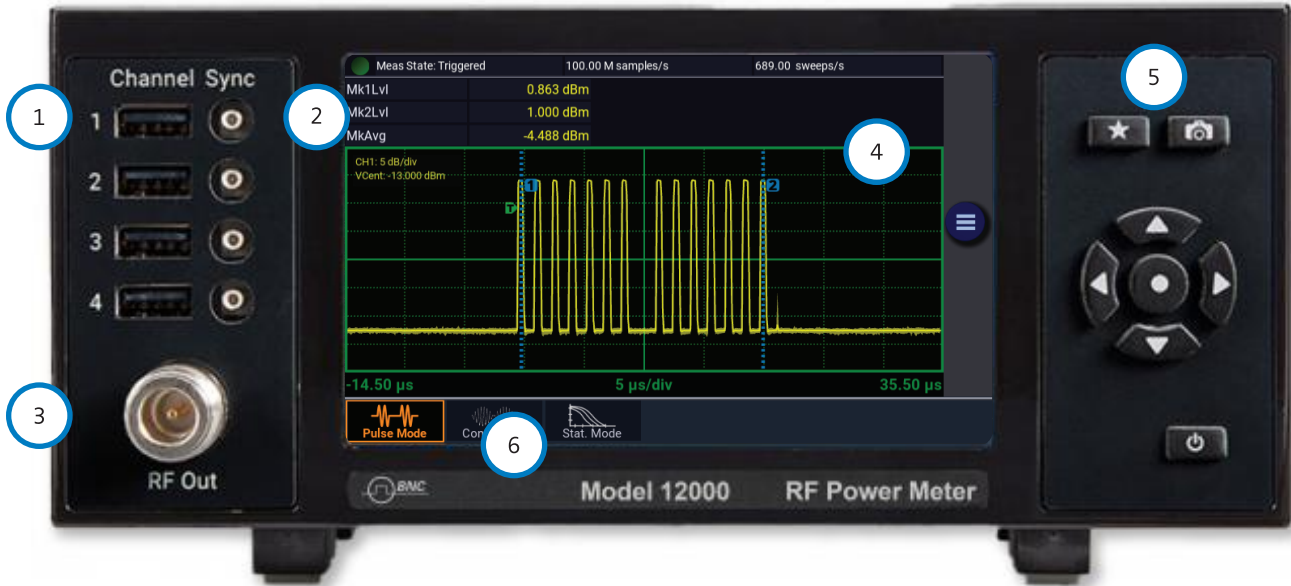 Channel Sync
1
1
2
3
4
3
RF Out
2
Meas State: Triggered 100.00 M samples/s 689.00 sweeps/s
Mk1Lvl 0.863 dBm
Mk2Lvl 1.000 dBm
MkAvg -4.488 dBm
4
CH1: 5 dB/div
VCent: -13.000 dBm
1
2
T
-14.50 µs 5 µs/div 35.50 µs
Pulse Mode
Stat. Mode
6
BNC Model 12000 RF Power Meter
5